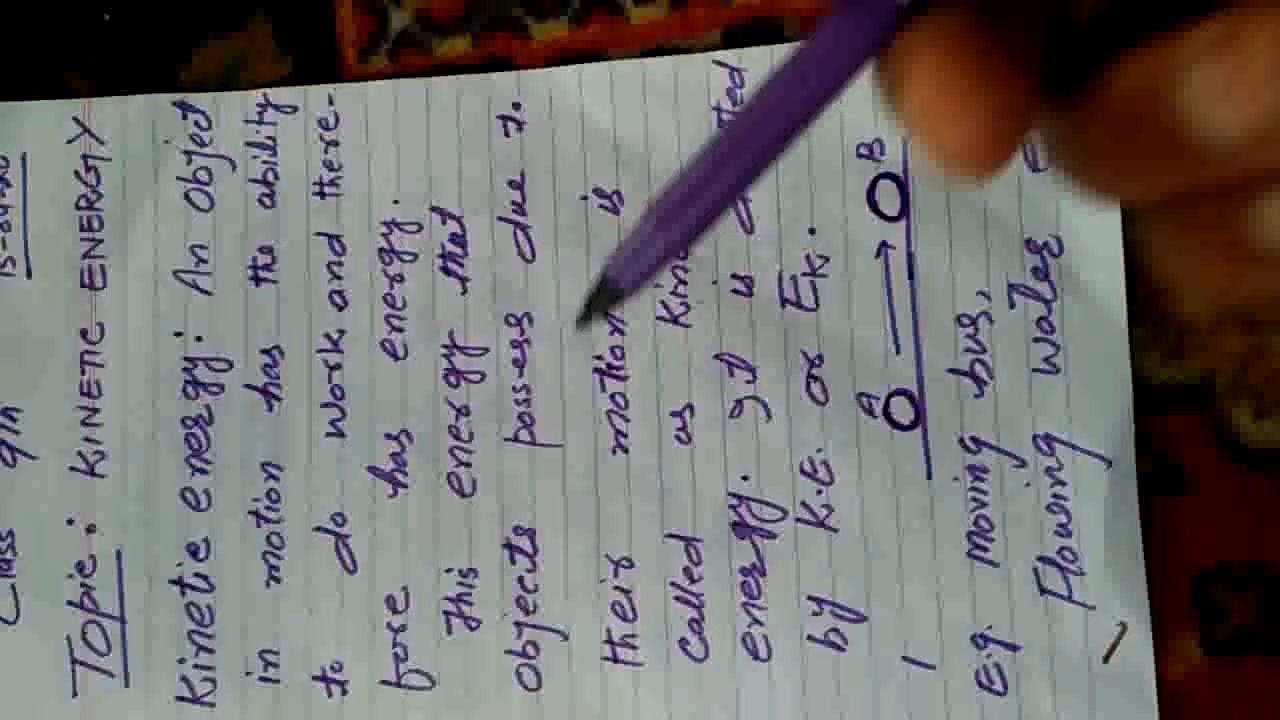 Class 9th
Topic: KINETIC ENERGY
Kinetic energy: An object
in motion has the ability
to do work and there-
fore has energy.
This energy that
objects possess due to
their motion is
called as
energy. It is
by K.E. or EK.
A B
E.g. moving bus,
Flowing water